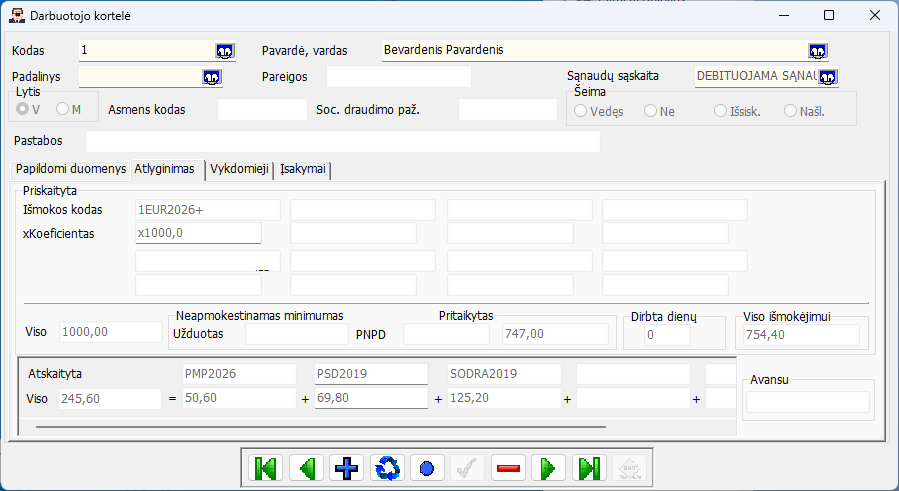 Darbuotojo kortelė
Kodas 1 Pavardė, vardas Bevardenis Pavardenis
Padalinys Pareigos Sąnaudų sąskaita DEBITUOJAMA SĄNAU
Lytis Šeima
V M Asmens kodas Soc. draudimo paž. Vedęs Ne Išsisk. Našl.
Pastabos
Papildomi duomenys Atlyginimas Vykdomieji Įsakymai
Priskaityta
Išmokos kodas 1EUR2026+
xKoeficientas x1000,0
Neapmokestinamas minimumas Pritaikytas Dirbta dienų Viso išmokėjimui
Viso 1000,00 Užduotas PNPD 747,00 0 754,40
Atskaityta PMP2026 PSD2019 SODRA2019 Avansu
Viso 245,60 = 50,60 + 69,80 + 125,20 + +